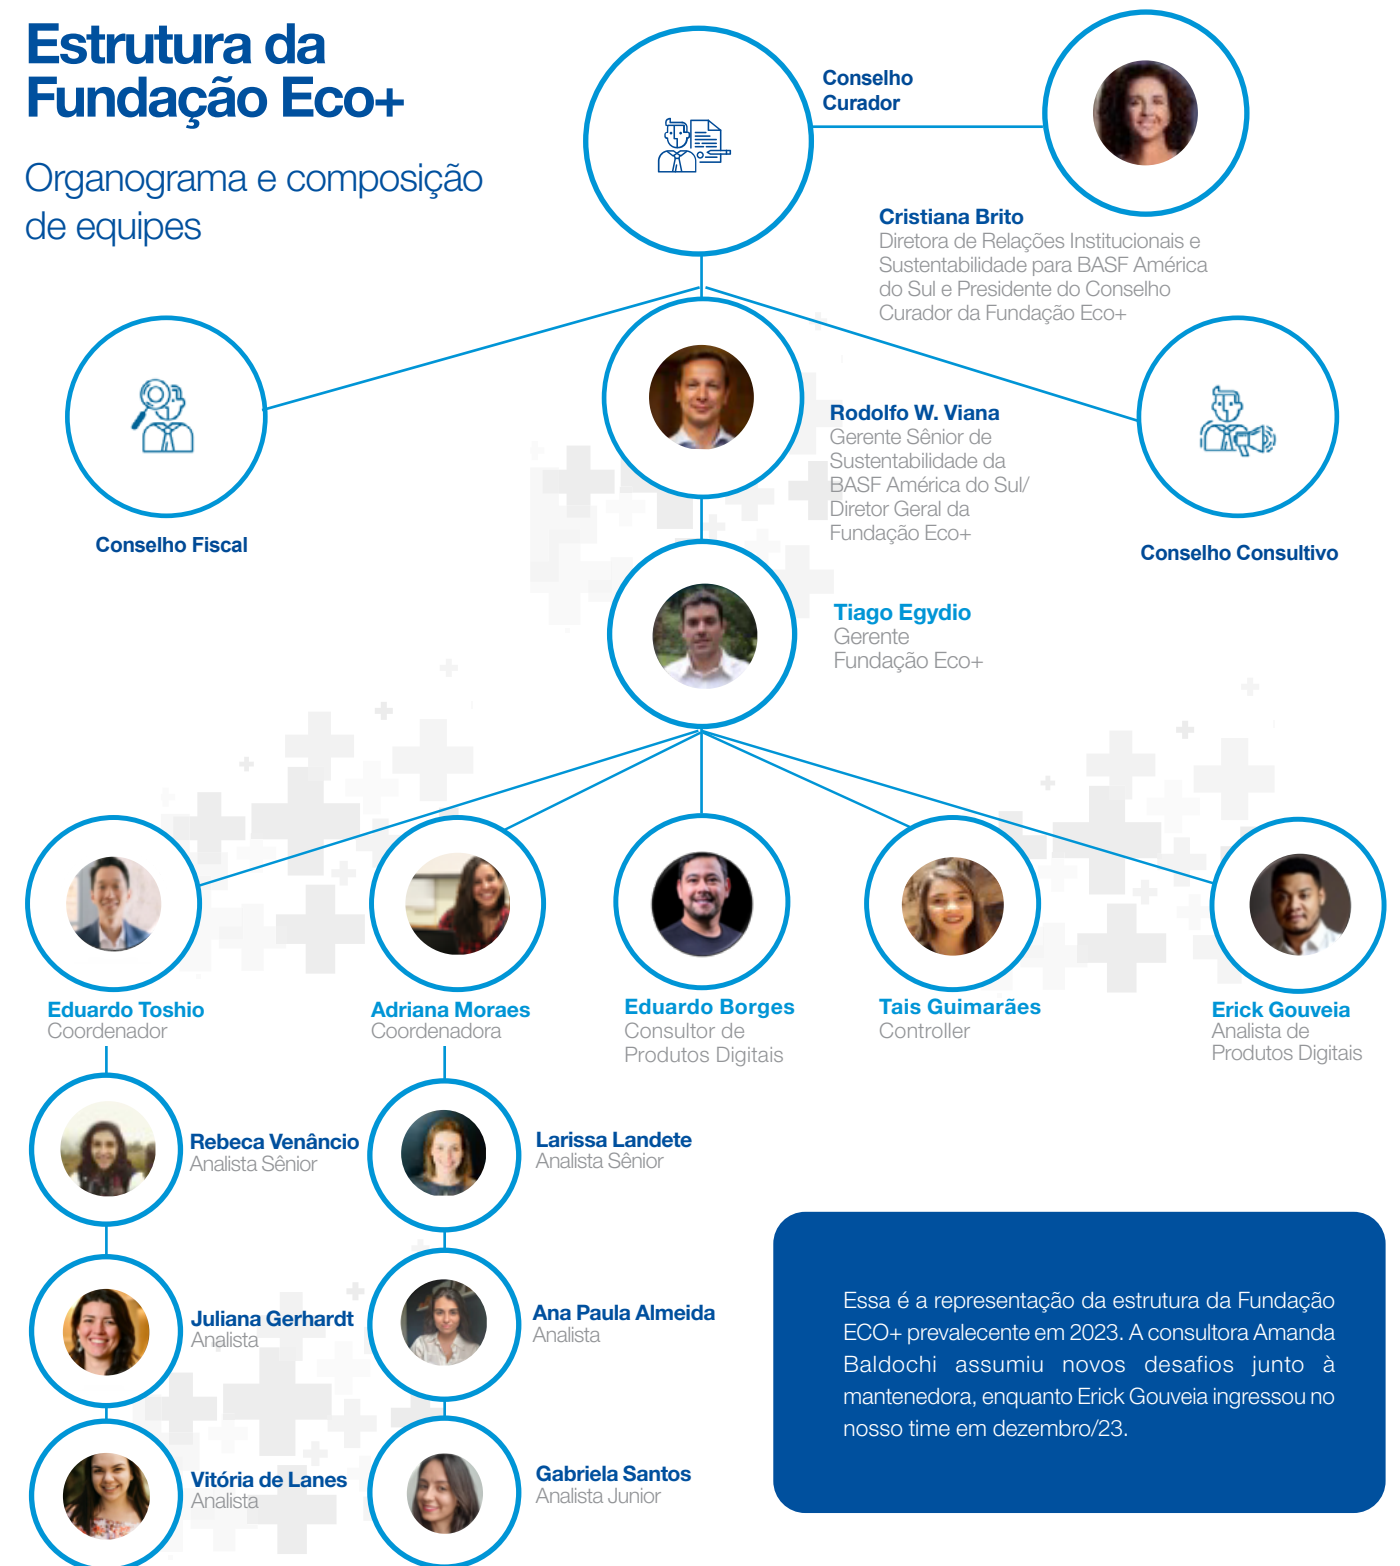 Estrutura da
Fundação Eco+
Organograma e composição
de equipes
Conselho
Curador
Cristiana Brito
Diretora de Relações Institucionais e
Sustentabilidade para BASF América
do Sul e Presidente do Conselho
Curador da Fundação Eco+
Rodolfo W. Viana
Gerente Sênior de
Sustentabilidade da
BASF América do Sul/
Diretor Geral da
Fundação Eco+
Conselho Fiscal
Conselho Consultivo
Tiago Egydio
Gerente
Fundação Eco+
Eduardo Toshio
Coordenador
Adriana Moraes
Coordenadora
Eduardo Borges
Consultor de
Produtos Digitais
Tais Guimarães
Controller
Erick Gouveia
Analista de
Produtos Digitais
Rebeca Venâncio
Analista Sênior
Larissa Landete
Analista Sênior
Juliana Gerhardt
Analista
Ana Paula Almeida
Analista
Vitória de Lanes
Analista
Gabriela Santos
Analista Junior
Essa é a representação da estrutura da Fundação
ECO+ prevalecente em 2023. A consultora Amanda
Baldochi assumiu novos desafios junto à
mantenedora, enquanto Erick Gouveia ingressou no
nosso time em dezembro/23.